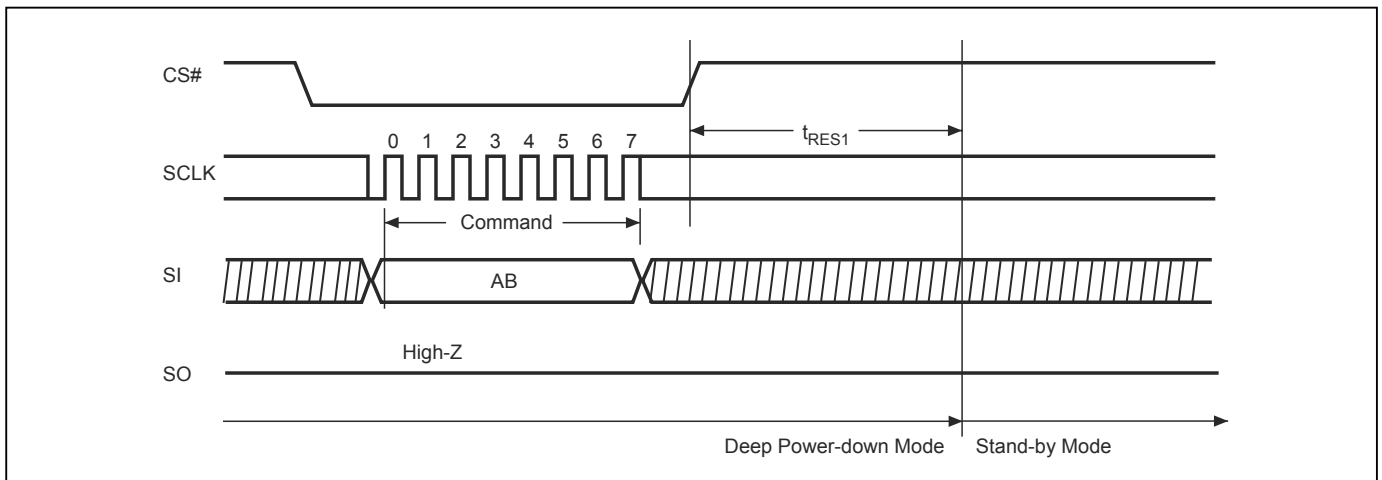 CS#
tRES1
0 1 2 3 4 5 6 7
SCLK
Command
SI
AB
High-Z
SO
Deep Power-down Mode Stand-by Mode